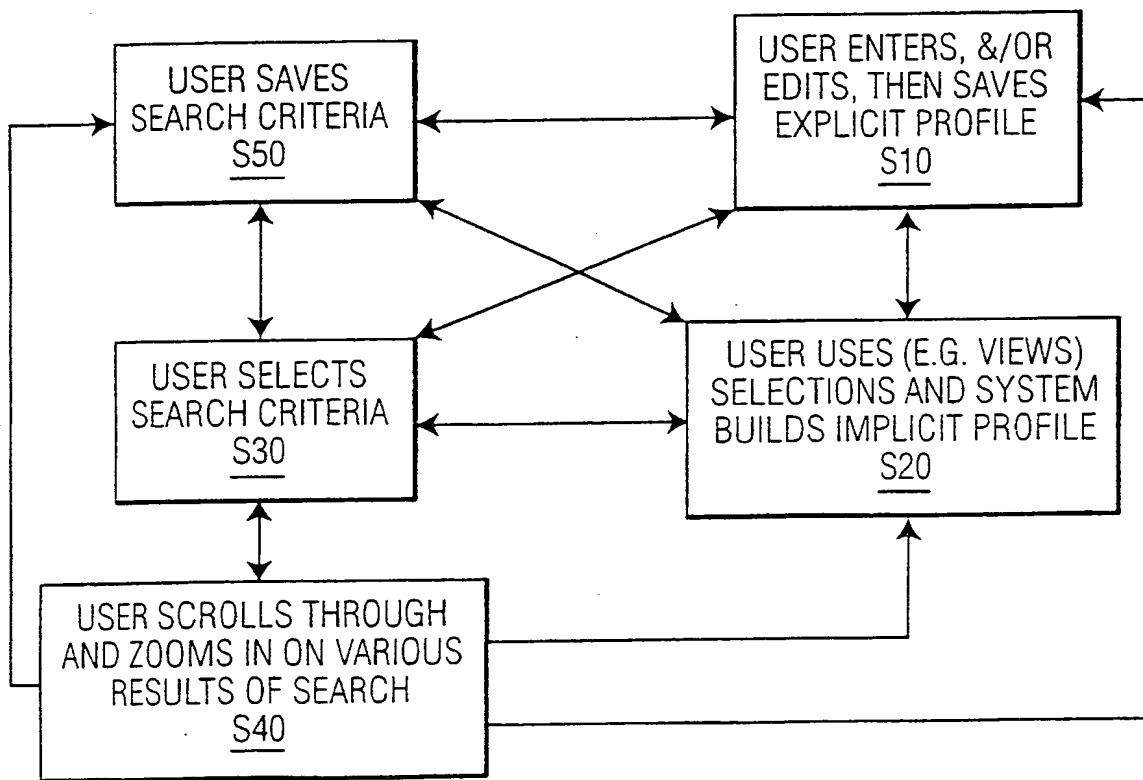 USER SAVES
SEARCH CRITERIA
S50
USER ENTERS, &/OR
EDITS, THEN SAVES
EXPLICIT PROFILE
S10
USER SELECTS
SEARCH CRITERIA
S30
USER USES (E.G. VIEWS)
SELECTIONS AND SYSTEM
BUILDS IMPLICIT PROFILE
S20
USER SCROLLS THROUGH
AND ZOOMS IN ON VARIOUS
RESULTS OF SEARCH
S40